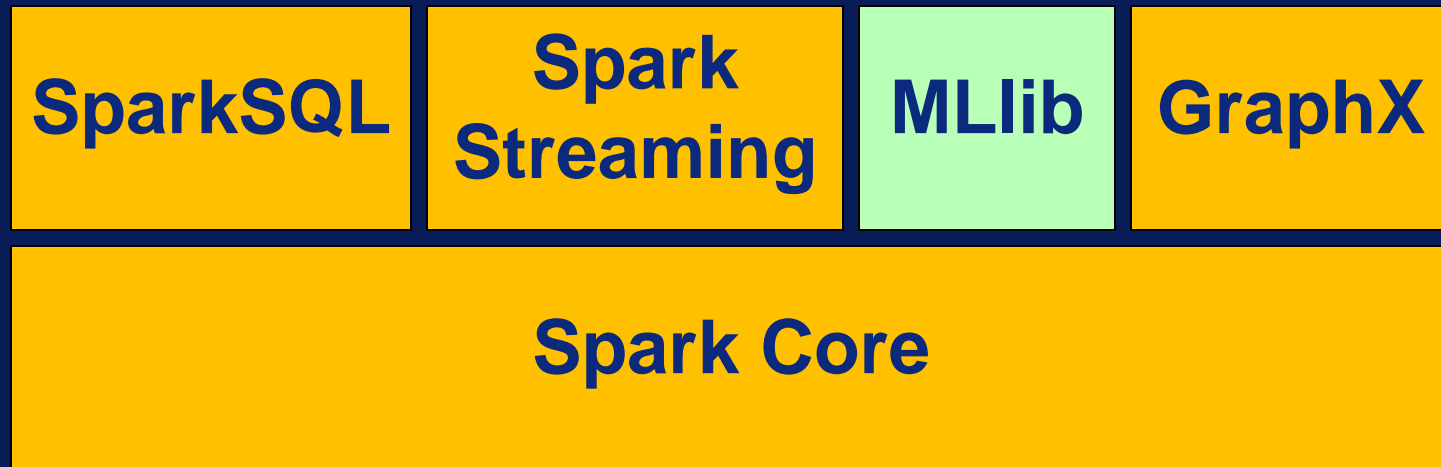 SparkSQL
Spark
Streaming
MLlib
GraphX
Spark Core